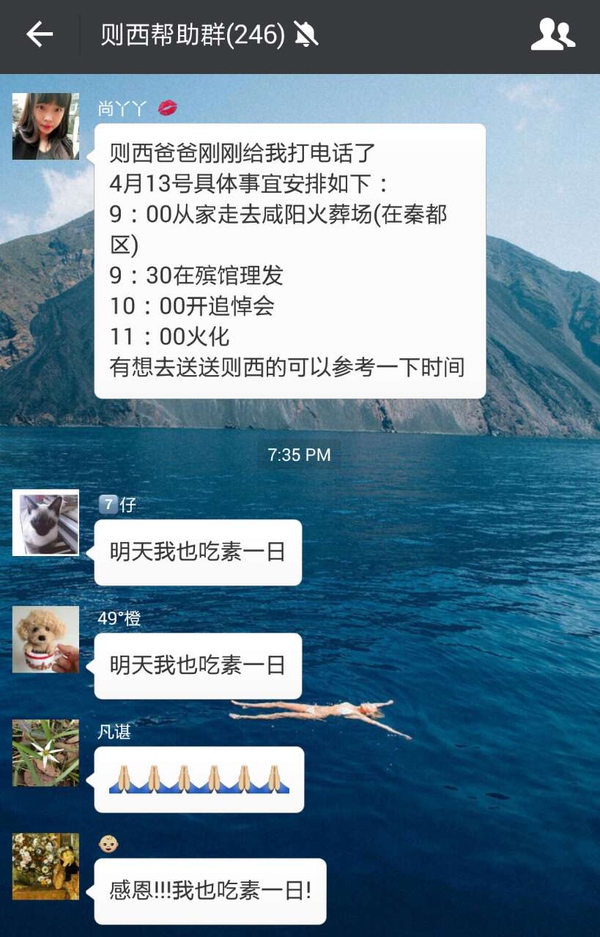 则西帮助群(246)
尚丫丫 💋
则西爸爸刚刚给我打电话了
4月13号具体事宜安排如下：
9：00从家走去咸阳火葬场(在秦都
区)
9：30在殡馆理发
10：00开追悼会
11：00火化
有想去送送则西的可以参考一下时间
7:35 PM
7️⃣仔
明天我也吃素一日
49°橙
明天我也吃素一日
凡谌
🙏🙏🙏🙏🙏🙏
👶🏼
感恩!!!我也吃素一日!